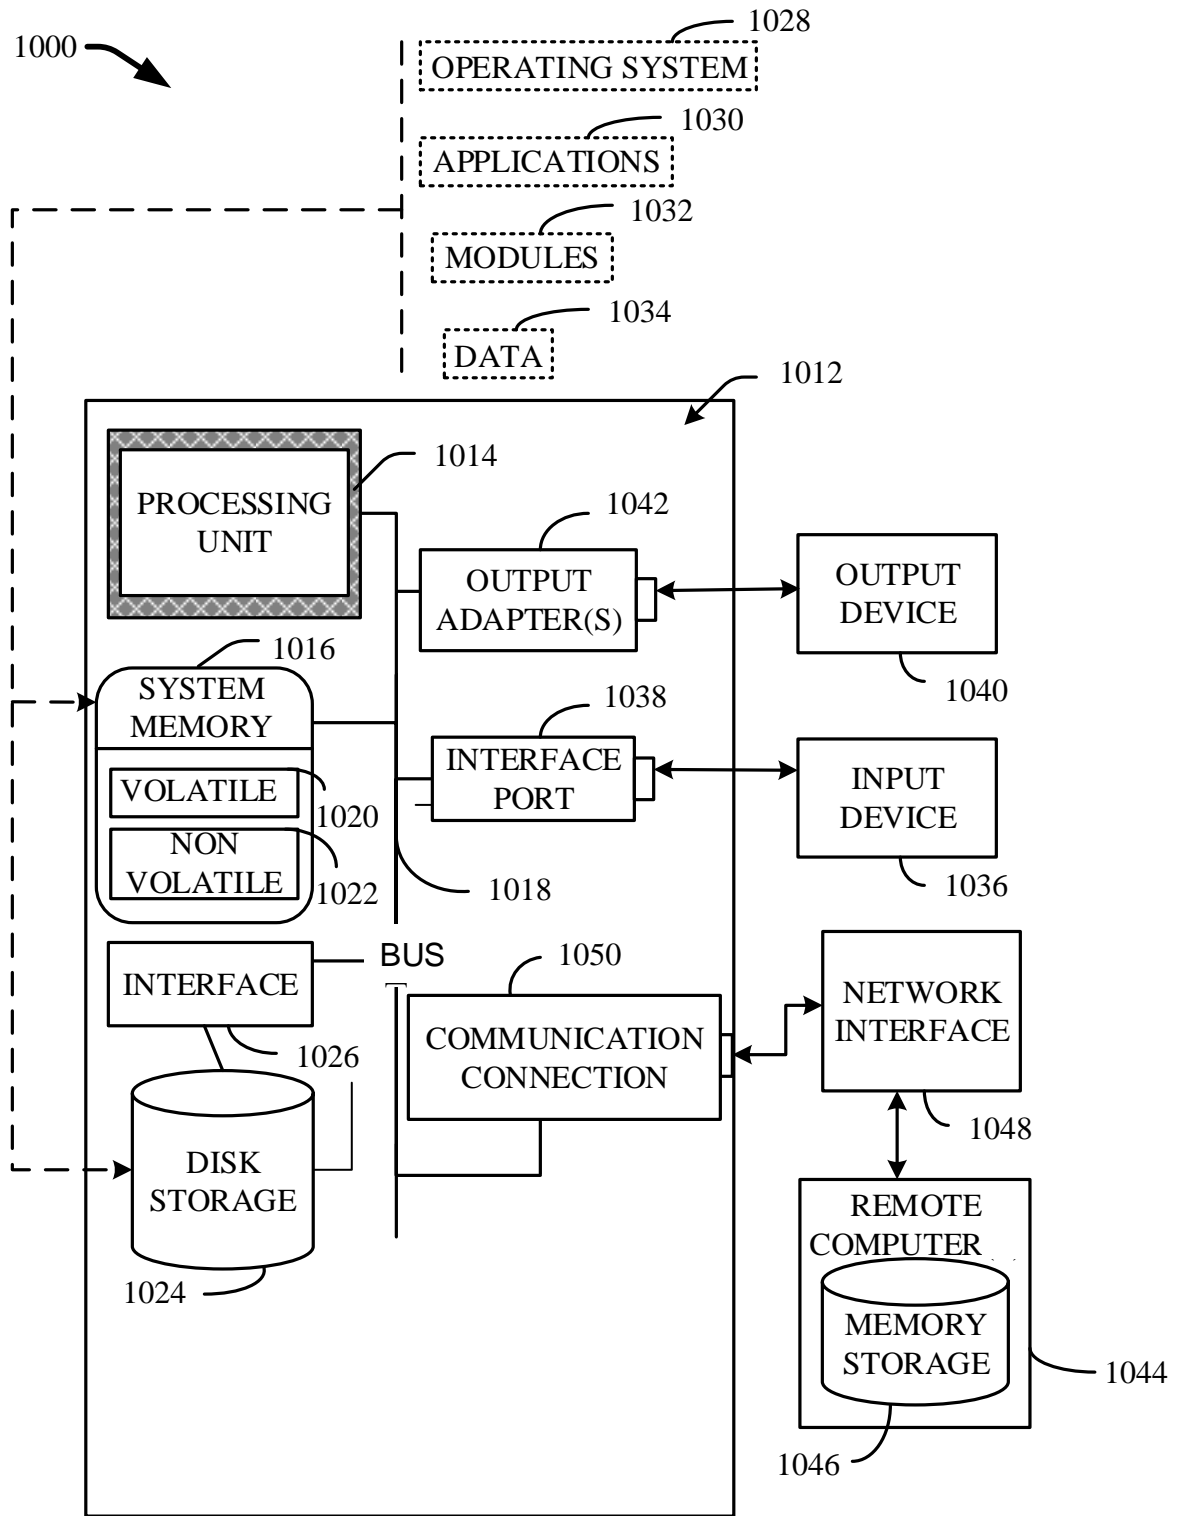 1028
1000
OPERATING SYSTEM
1030
APPLICATIONS
1032
MODULES
1034
DATA
1012
1014
PROCESSING
UNIT
1042
OUTPUT
ADAPTER(S)
OUTPUT
DEVICE
1040
1016
SYSTEM
MEMORY
1038
INTERFACE
PORT
INPUT
DEVICE
1036
VOLATILE
1020
NON
VOLATILE
1022
1018
BUS
INTERFACE
1026
1050
COMMUNICATION
CONNECTION
NETWORK
INTERFACE
1048
DISK
STORAGE
1024
REMOTE
COMPUTER
MEMORY
STORAGE
1044
1046